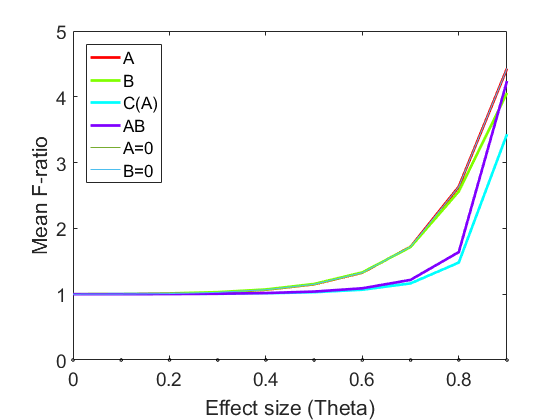 5
4
3
2
1
0
Mean F-ratio
A
B
C(A)
AB
A=0
B=0
0 0.2 0.4 0.6 0.8
Effect size (Theta)